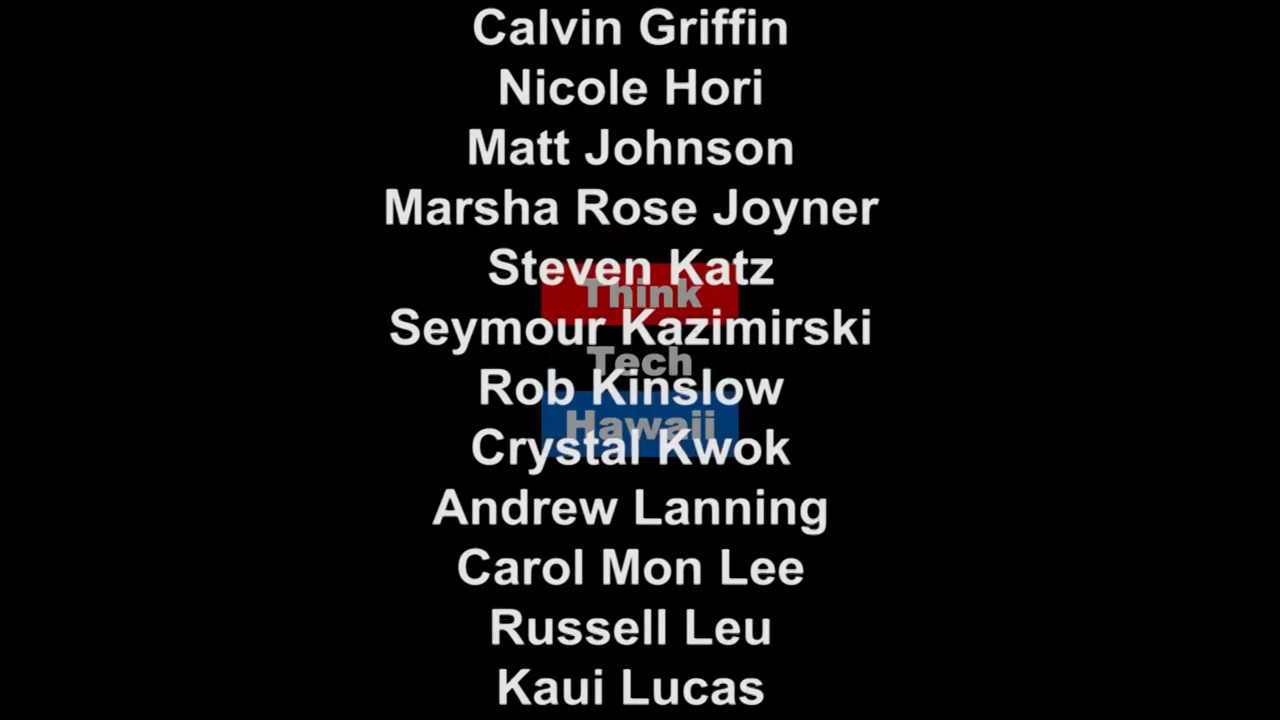 Calvin Griffin
Nicole Hori
Matt Johnson
Marsha Rose Joyner
Steven Katz
Think
Seymour Kazimirski
Tech
Rob Kinslow
Hawaii
Crystal Kwok
Andrew Lanning
Carol Mon Lee
Russell Leu
Kaui Lucas